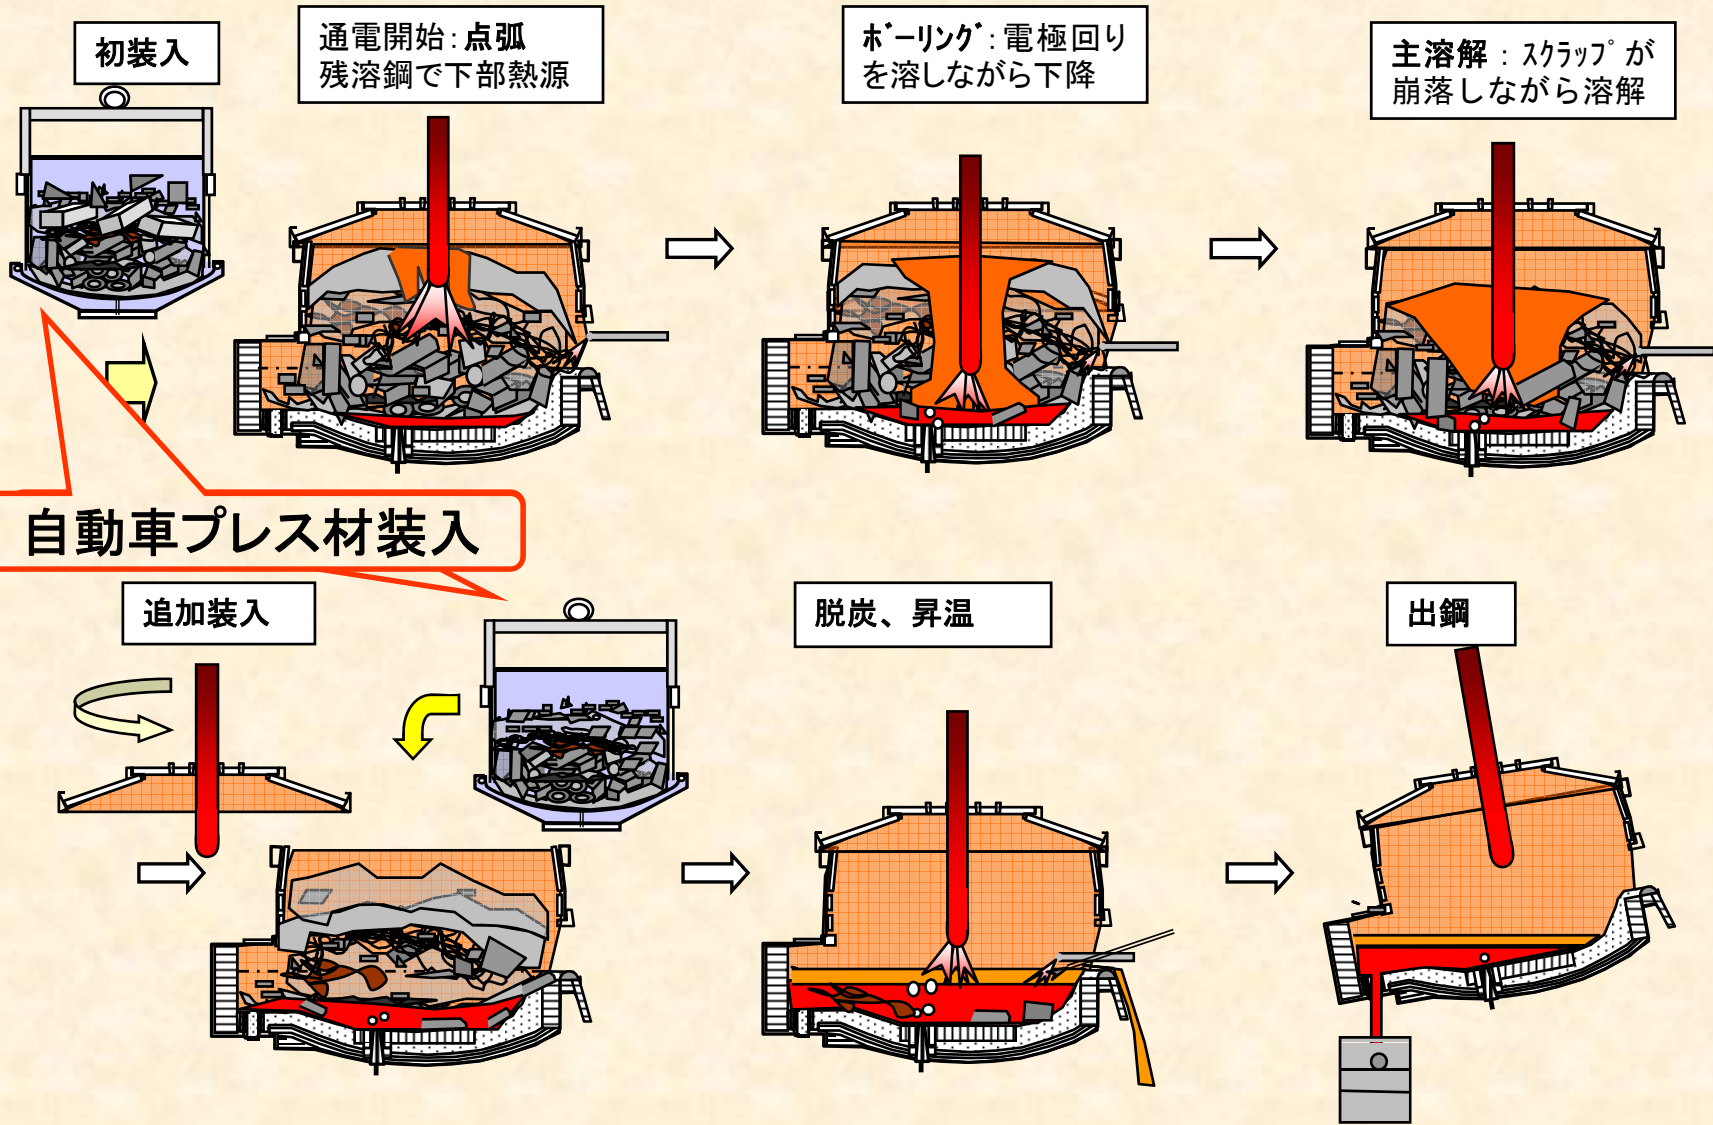 初装入
通電開始：点弧
残溶鋼で下部熱源
ﾎﾞｰﾘﾝｸﾞ：電極回り
を溶しながら下降
主溶解：ｽｸﾗｯﾌﾟが
崩落しながら溶解
自動車プレス材装入
追加装入
脱炭、昇温
出鋼